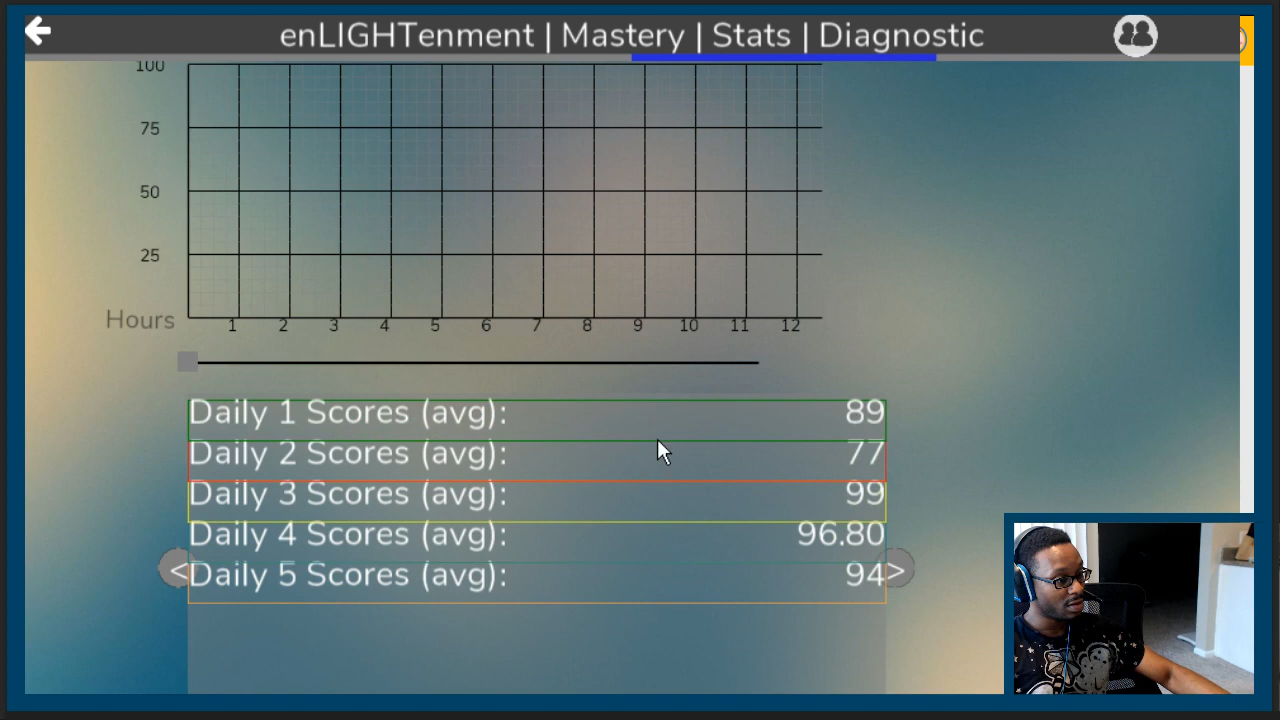 enLIGHTenment | Mastery | Stats | Diagnostic
100
75
50
25
Hours 1 2 3 4 5 6 7 8 9 10 11 12
Daily 1 Scores (avg): 89
Daily 2 Scores (avg): 77
Daily 3 Scores (avg): 99
Daily 4 Scores (avg): 96.80
< Daily 5 Scores (avg): 94 >